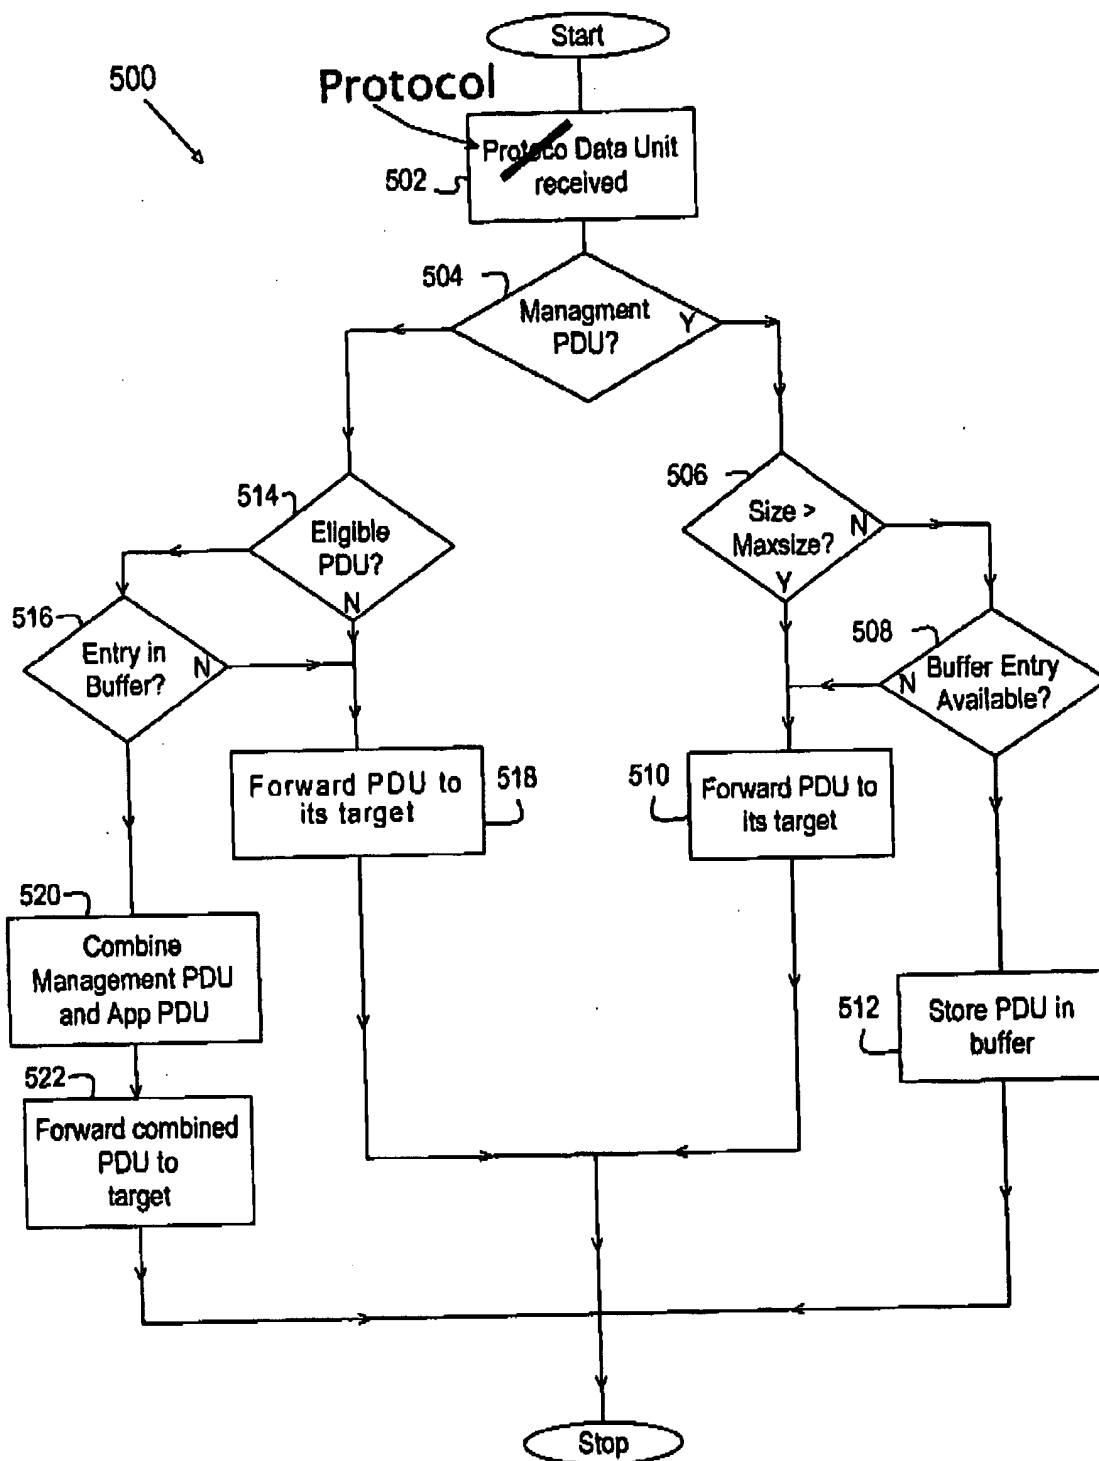 Start
500
Protocol
Protoco Data Unit
received
502
504
Managment
PDU?
Y
506
Size >
Maxsize?
N
Y
514
Eligible
PDU?
N
516
Entry in
Buffer?
N
508
Buffer Entry
Available?
N
Forward PDU to
its target
518
510
Forward PDU to
its target
520
Combine
Management PDU
and App PDU
512
Store PDU in
buffer
522
Forward combined
PDU to
target
Stop